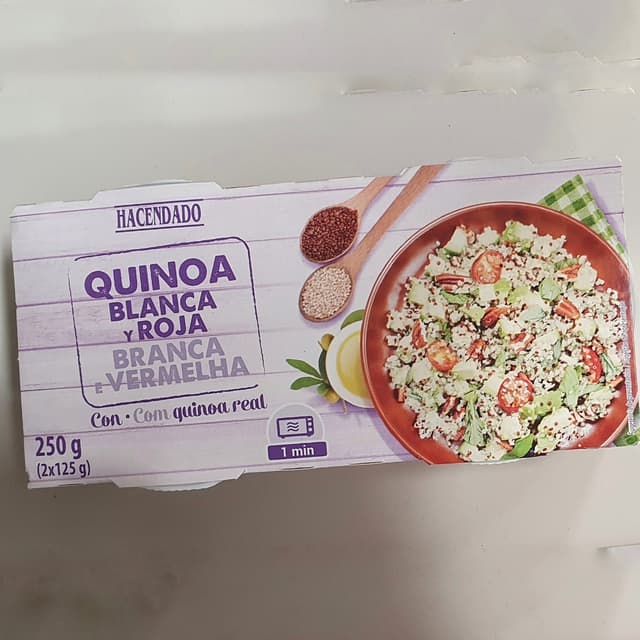 HACENDADO
QUINOA
BLANCA
Y ROJA
BRANCA
E VERMELHA
Con • Com quinoa real
250 g
(2x125 g)
1 min